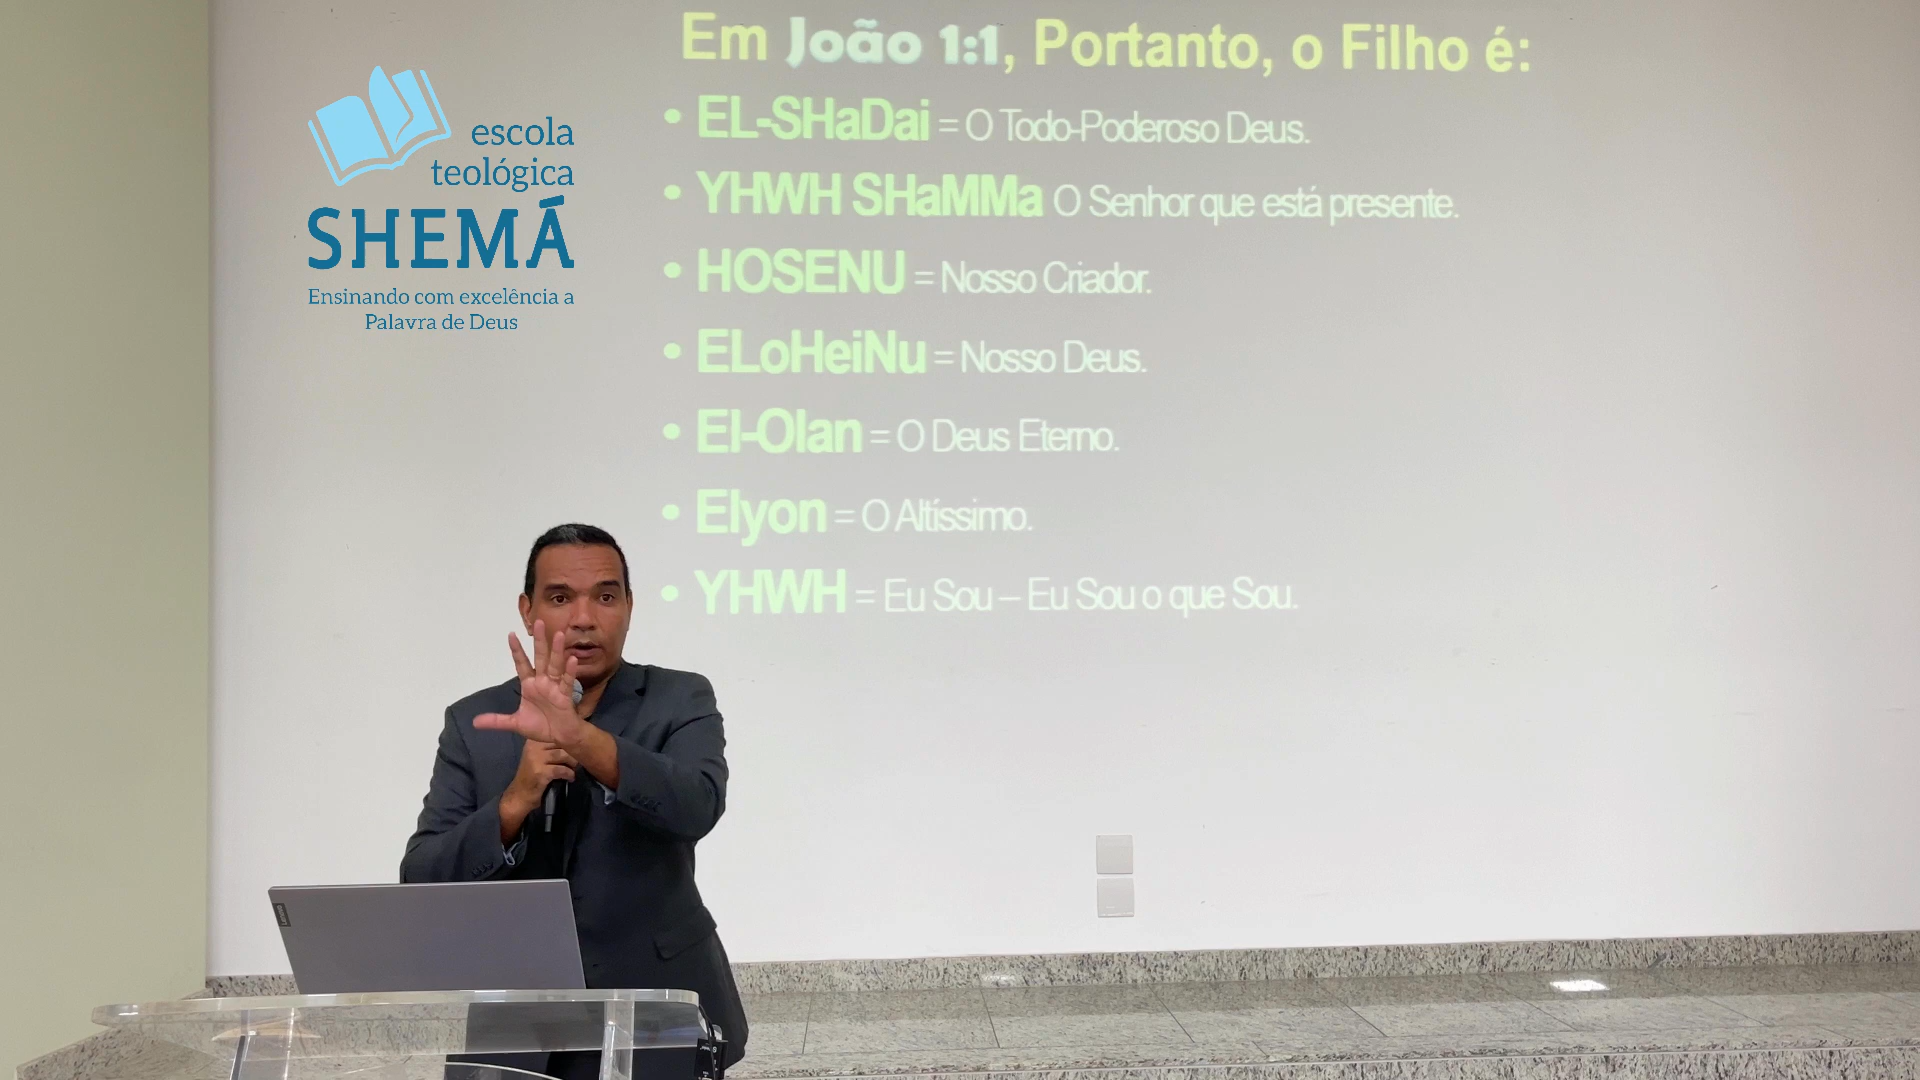 Em João 1:1, Portanto, o Filho é:
• EL-SHaDai = O Todo-Poderoso Deus.
• YHWH SHaMMa O Senhor que está presente.
• HOSENU = Nosso Criador.
• ELoHeiNu = Nosso Deus.
• El-Olan = O Deus Eterno.
• Elyon = O Altíssimo.
• YHWH = Eu Sou – Eu Sou o que Sou.
escola
teológica
SHEMÁ
Ensinando com excelência a
Palavra de Deus
Lenovo